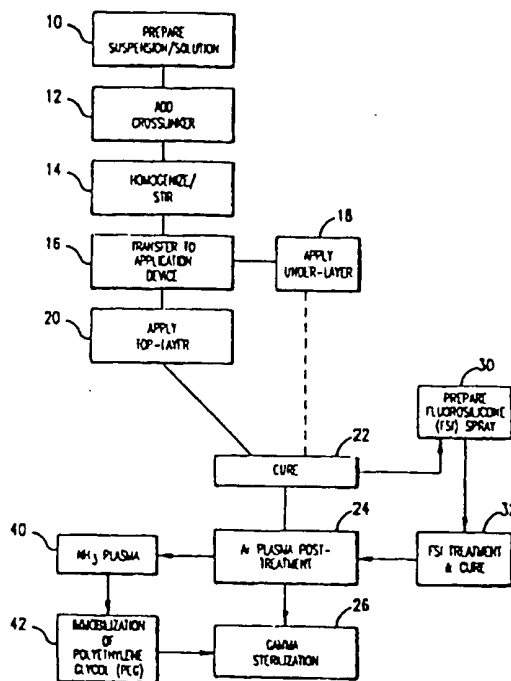 10
PREPARE
SUSPENSION/SOLUTION
12
ADD
CROSSLINKER
14
HOMOGENIZE/
STIR
16
TRANSFER TO
APPLICATION
DEVICE
18
APPLY
UNDER-LAYER
20
APPLY
TOP-LAYER
30
PREPARE
FLUOROSILICONE
(FSI) SPRAY
22
CURE
24
Ar PLASMA POST-
TREATMENT
32
FSI TREATMENT
& CURE
40
NH3 PLASMA
42
IMMOBILIZATION
OF
POLYETHYLENE
GLYCOL (PEG)
26
GAMMA
STERILIZATION